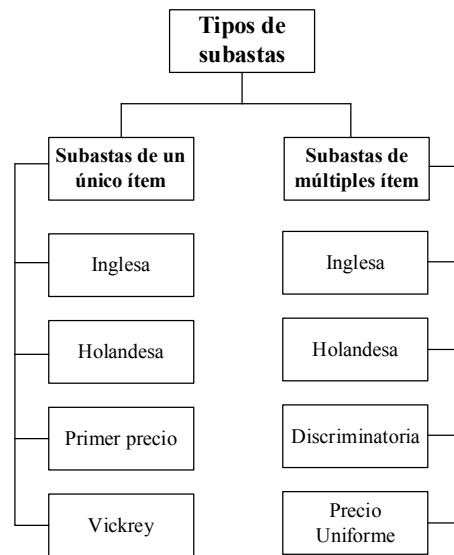 Tipos de
subastas
Subastas de un
único ítem
Inglesa
Holandesa
Primer precio
Vickrey
Subastas de
múltiples ítem
Inglesa
Holandesa
Discriminatoria
Precio
Uniforme